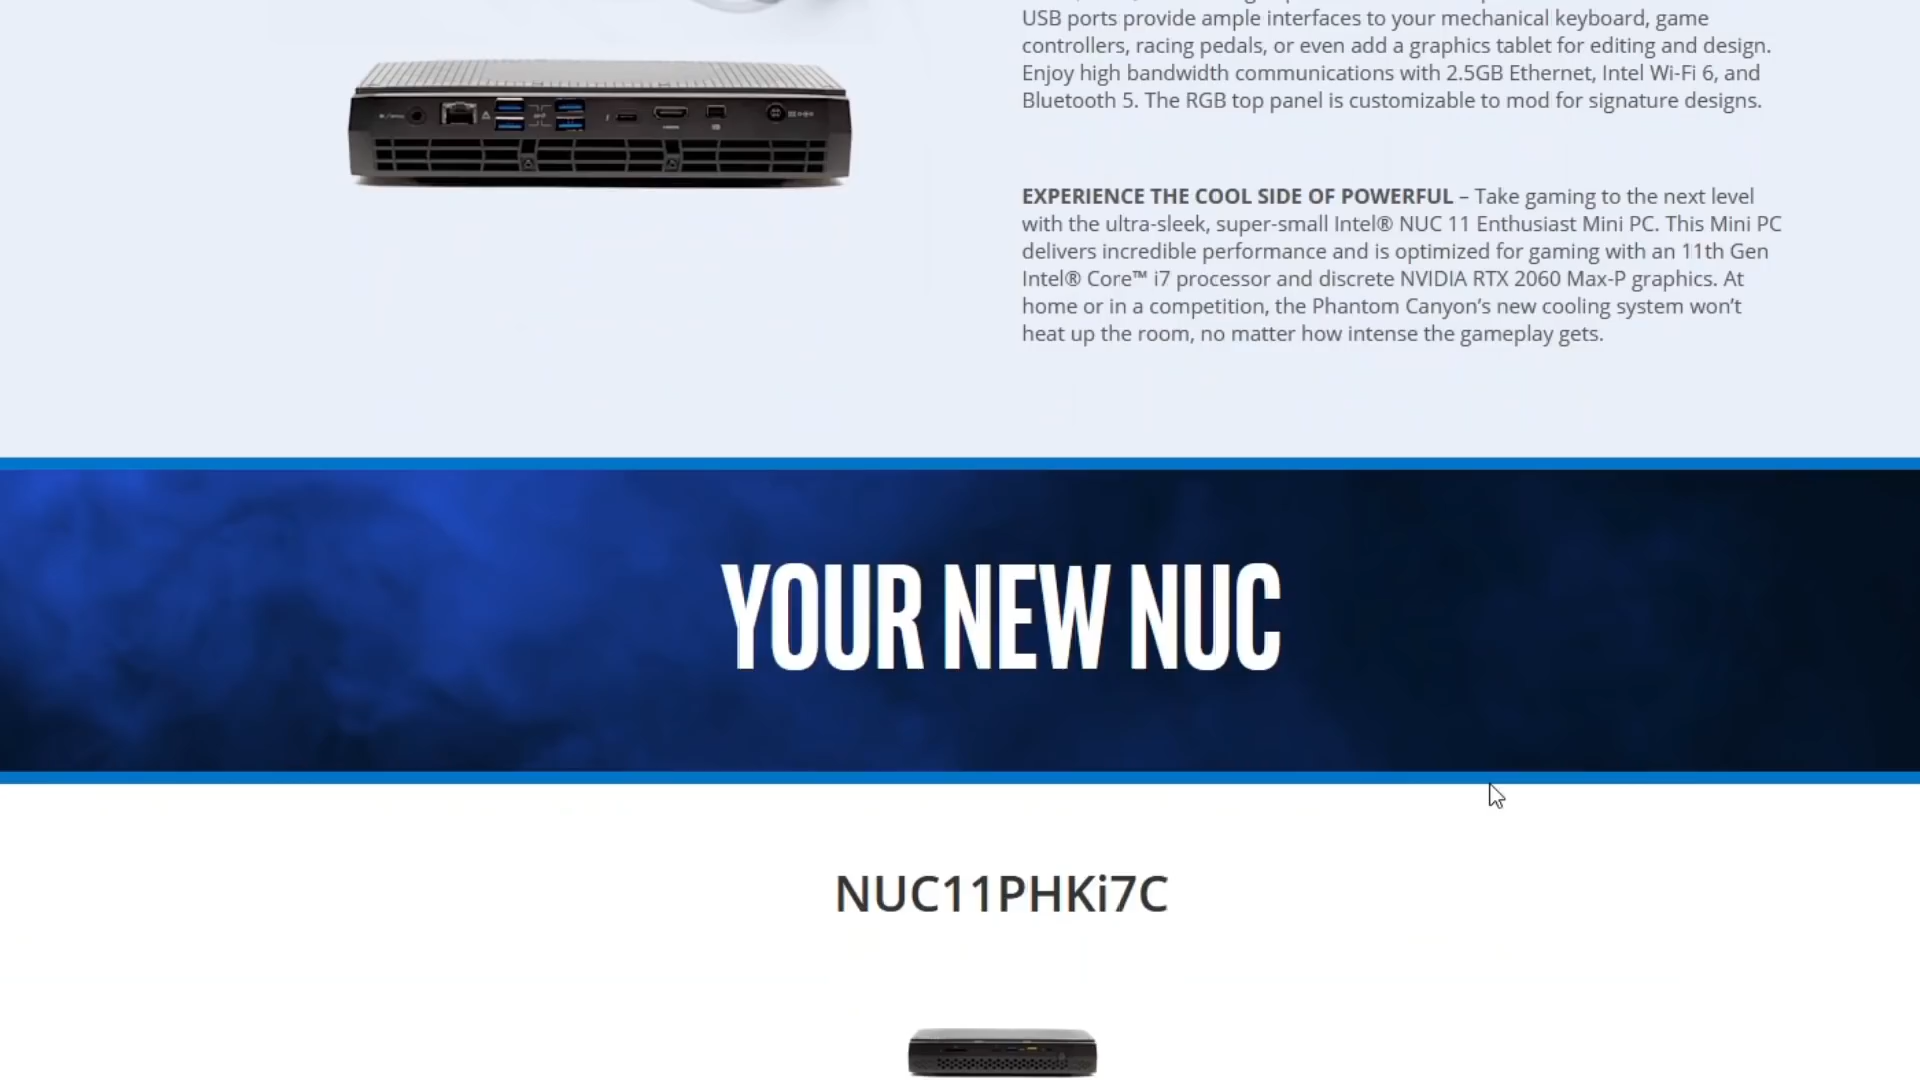 USB ports provide ample interfaces to your mechanical keyboard, game
controllers, racing pedals, or even add a graphics tablet for editing and design.
Enjoy high bandwidth communications with 2.5GB Ethernet, Intel Wi-Fi 6, and
Bluetooth 5. The RGB top panel is customizable to mod for signature designs.
EXPERIENCE THE COOL SIDE OF POWERFUL – Take gaming to the next level
with the ultra-sleek, super-small Intel® NUC 11 Enthusiast Mini PC. This Mini PC
delivers incredible performance and is optimized for gaming with an 11th Gen
Intel® Core™ i7 processor and discrete NVIDIA RTX 2060 Max-P graphics. At
home or in a competition, the Phantom Canyon’s new cooling system won’t
heat up the room, no matter how intense the gameplay gets.
YOUR NEW NUC
NUC11PHKi7C